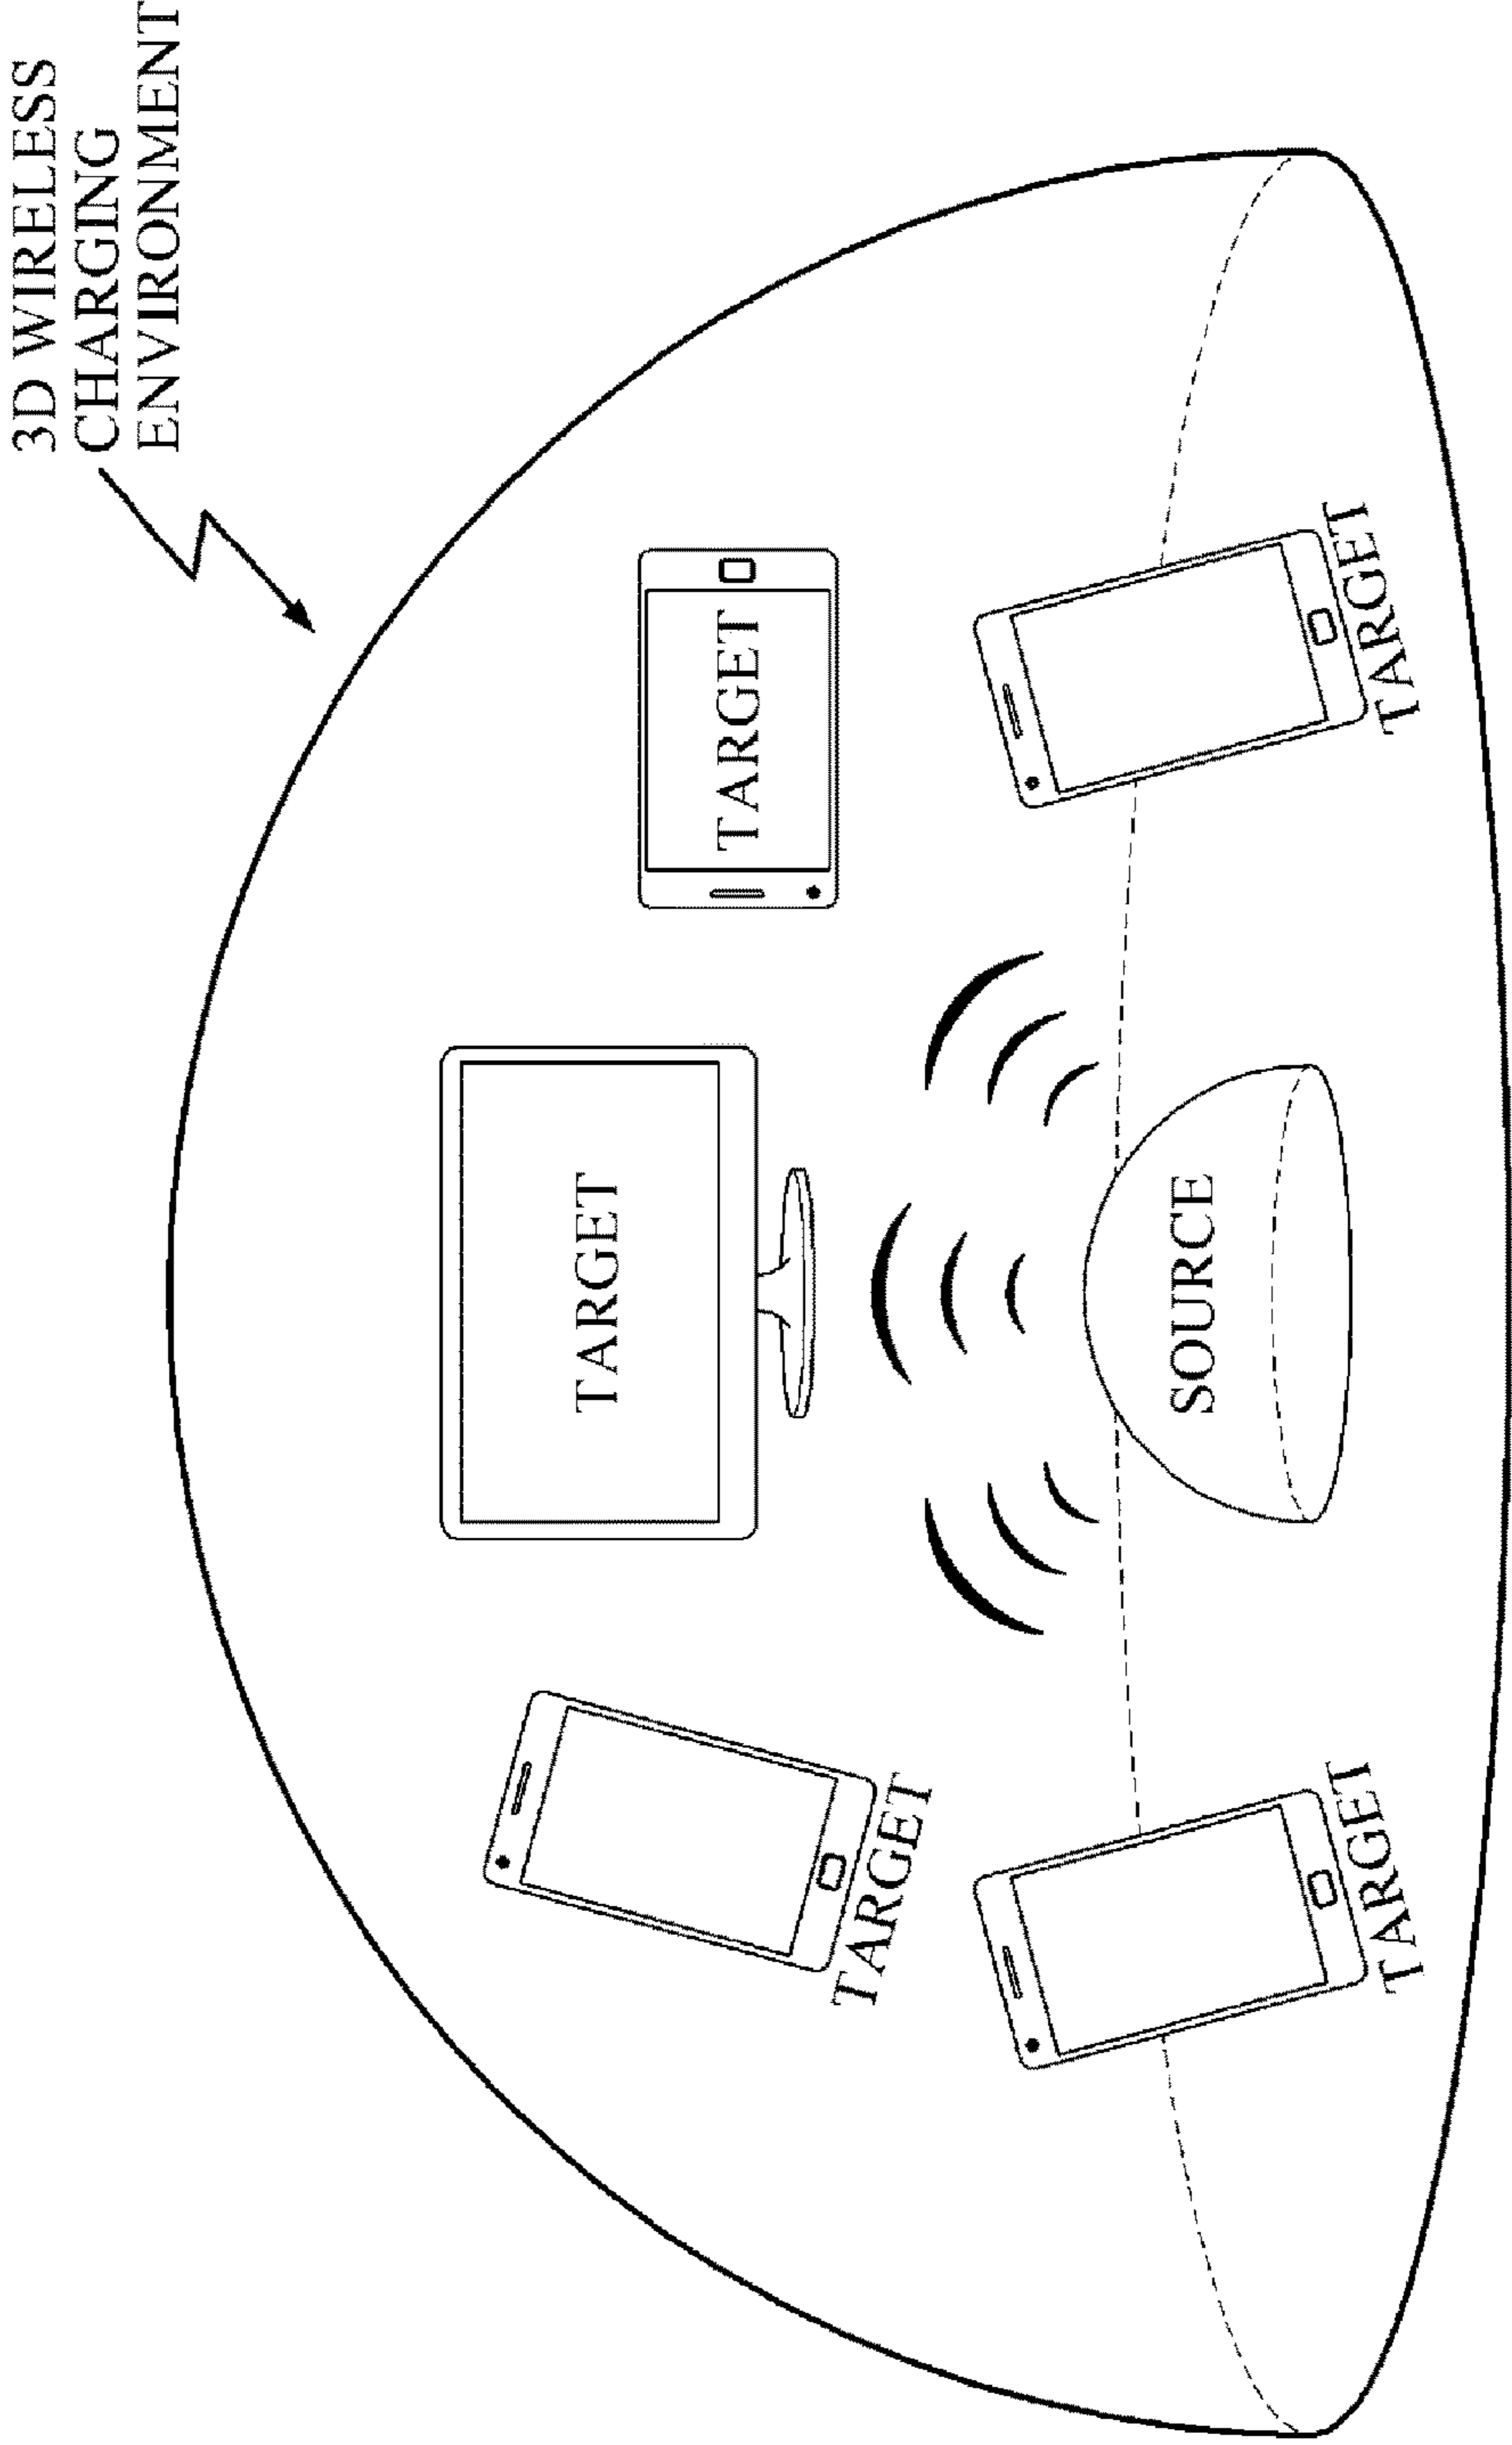 3D WIRELESS
CHARGING
ENVIRONMENT
TARGET
TARGET
TARGET
SOURCE
TARGET
TARGET